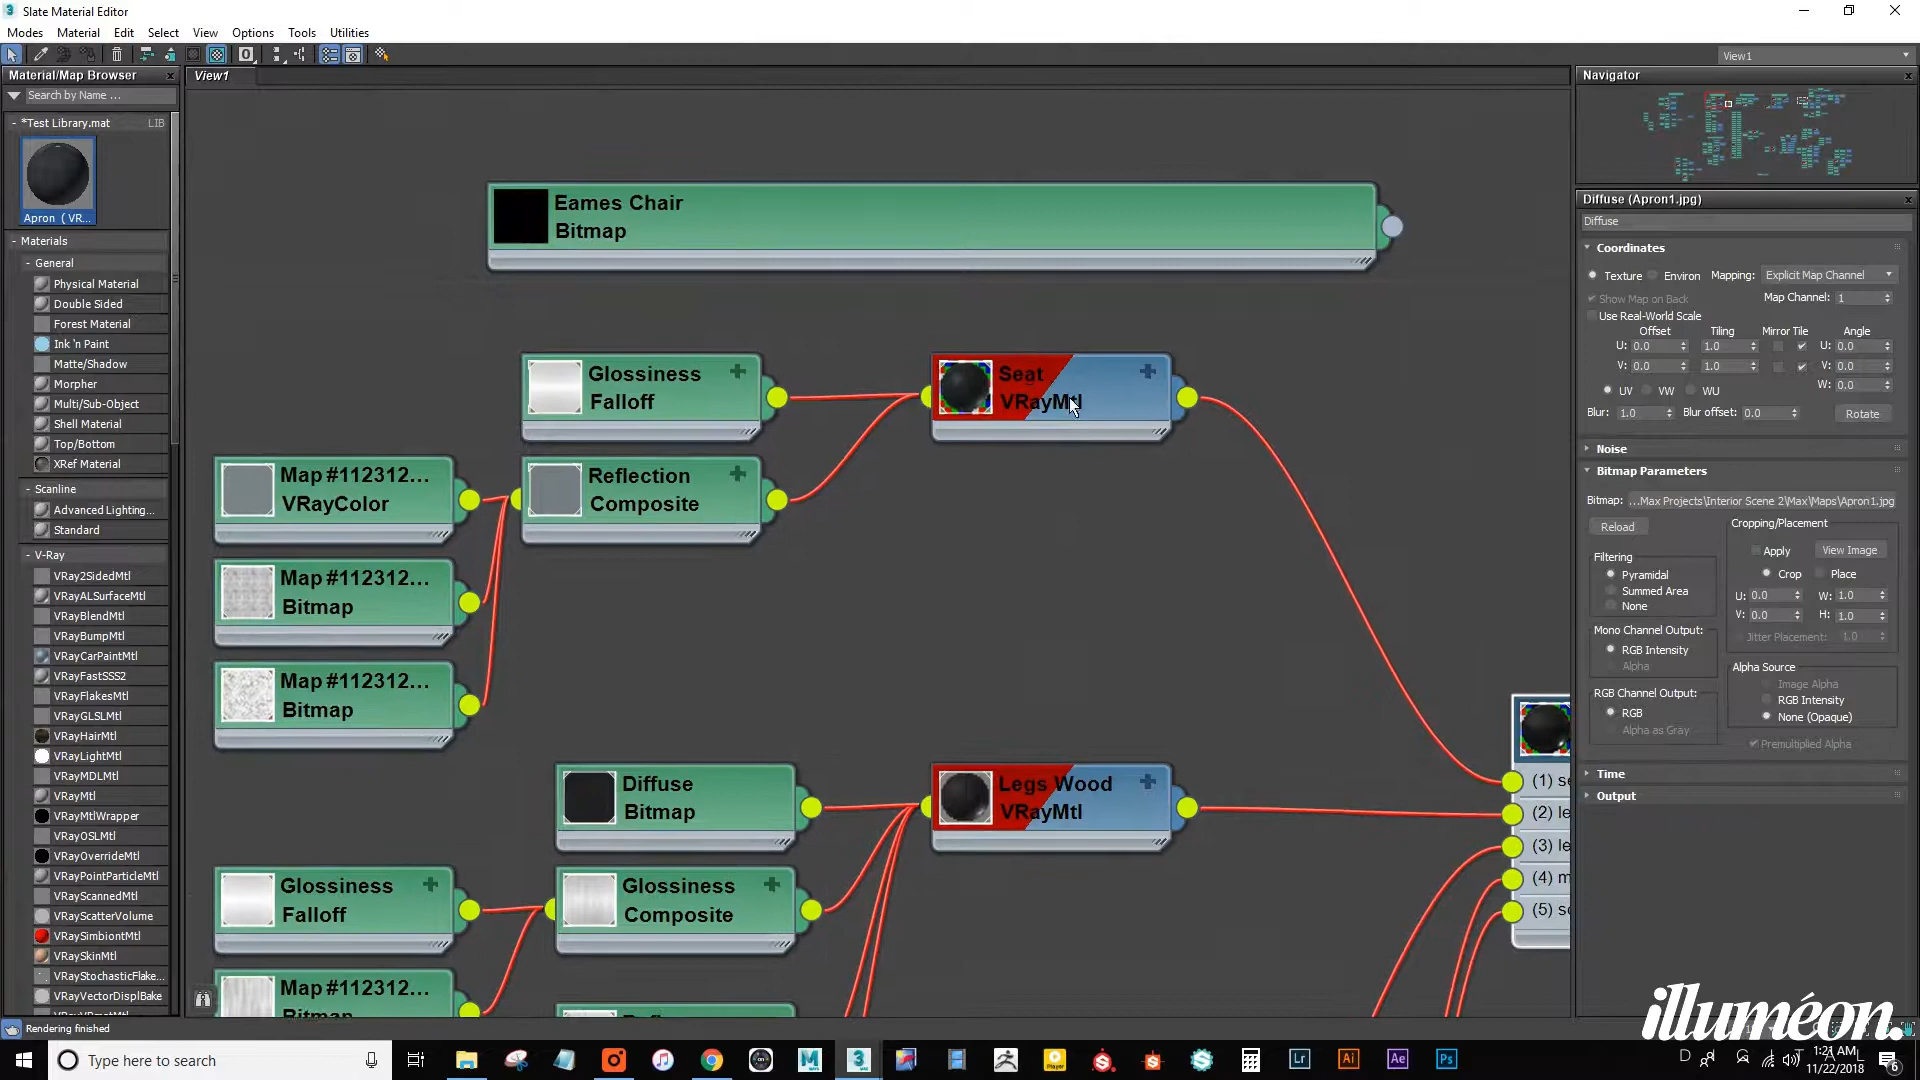 Slate Material Editor
Modes Material Edit Select View Options Tools Utilities
View1
Material/Map Browser
Search by Name ...
*Test Library.mat LIB
Apron ( VR...
- Materials
- General
Physical Material
Double Sided
Forest Material
Ink 'n Paint
Matte/Shadow
Morpher
Multi/Sub-Object
Shell Material
Top/Bottom
XRef Material
- Scanline
Advanced Lighting...
Standard
- V-Ray
VRay2SidedMtl
VRayALSurfaceMtl
VRayBlendMtl
VRayBumpMtl
VRayCarPaintMtl
VRayFastSSS2
VRayFlakesMtl
VRayGLSLMtl
VRayHairMtl
VRayLightMtl
VRayMDLMtl
VRayMtl
VRayMtlWrapper
VRayOSLMtl
VRayOverrideMtl
VRayPointParticleMtl
VRayScannedMtl
VRayScatterVolume
VRaySimbiontMtl
VRaySkinMtl
VRayStochasticFlake...
VRayVectorDisplBake
View1
Eames Chair
Bitmap
Glossiness
Falloff
Seat
VRayMtl
Map #112312...
VRayColor
Reflection
Composite
Map #112312...
Bitmap
Map #112312...
Bitmap
Diffuse
Bitmap
Legs Wood
VRayMtl
Glossiness
Falloff
Glossiness
Composite
Map #112312...
Bitmap
(1) se
(2) le
(3) le
(4) m
(5) sc
Navigator
Diffuse (Apron1.jpg)
Diffuse
Coordinates
Texture Environ Mapping: Explicit Map Channel
Show Map on Back Map Channel: 1
Use Real-World Scale
Offset Tiling Mirror Tile Angle
U: 0.0 1.0 U: 0.0
V: 0.0 1.0 V: 0.0
UV VW WU W: 0.0
Blur: 1.0 Blur offset: 0.0 Rotate
Noise
Bitmap Parameters
Bitmap: ...Max Projects\Interior Scene 2\Max\Maps\Apron1.jpg
Reload
Cropping/Placement
Apply View Image
Crop Place
U: 0.0 W: 1.0
V: 0.0 H: 1.0
Jitter Placement: 1.0
Filtering
Pyramidal
Summed Area
None
Mono Channel Output:
RGB Intensity
Alpha
RGB Channel Output:
RGB
Alpha as Gray
Alpha Source
Image Alpha
RGB Intensity
None (Opaque)
Premultiplied Alpha
Time
Output
Rendering finished
illuméon.
Type here to search
Lr Ai Ae Ps
1:21 AM
11/22/2018
6